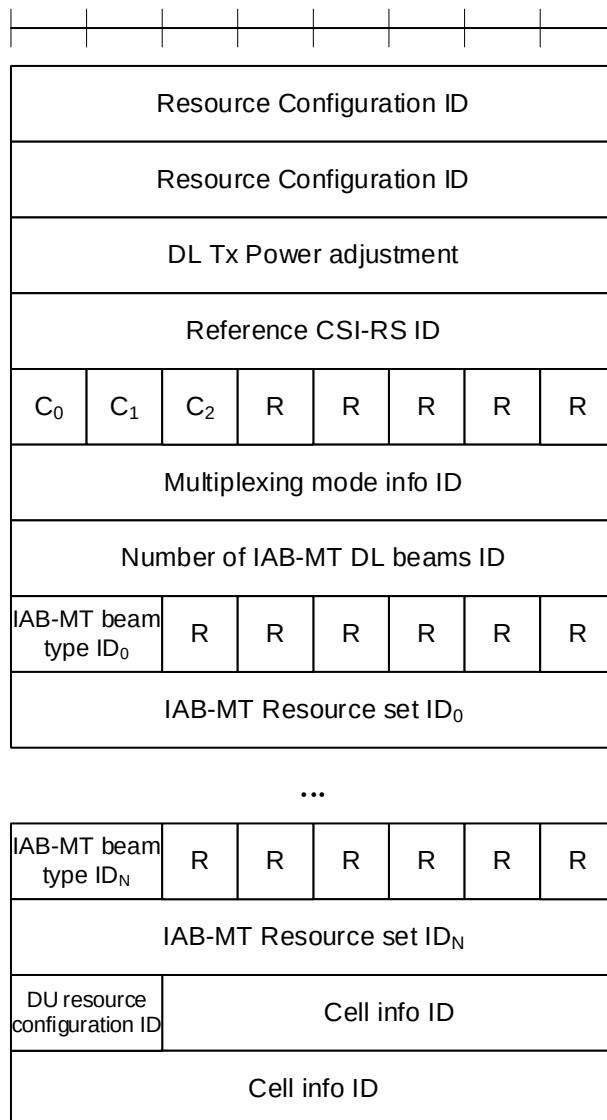 Resource Configuration ID
Resource Configuration ID
DL Tx Power adjustment
Reference CSI-RS ID
C₀ C₁ C₂ R R R R R
Multiplexing mode info ID
Number of IAB-MT DL beams ID
IAB-MT beam
type ID₀ R R R R R R
IAB-MT Resource set ID₀
...
IAB-MT beam
type ID_N R R R R R R
IAB-MT Resource set ID_N
DU resource
configuration ID Cell info ID
Cell info ID